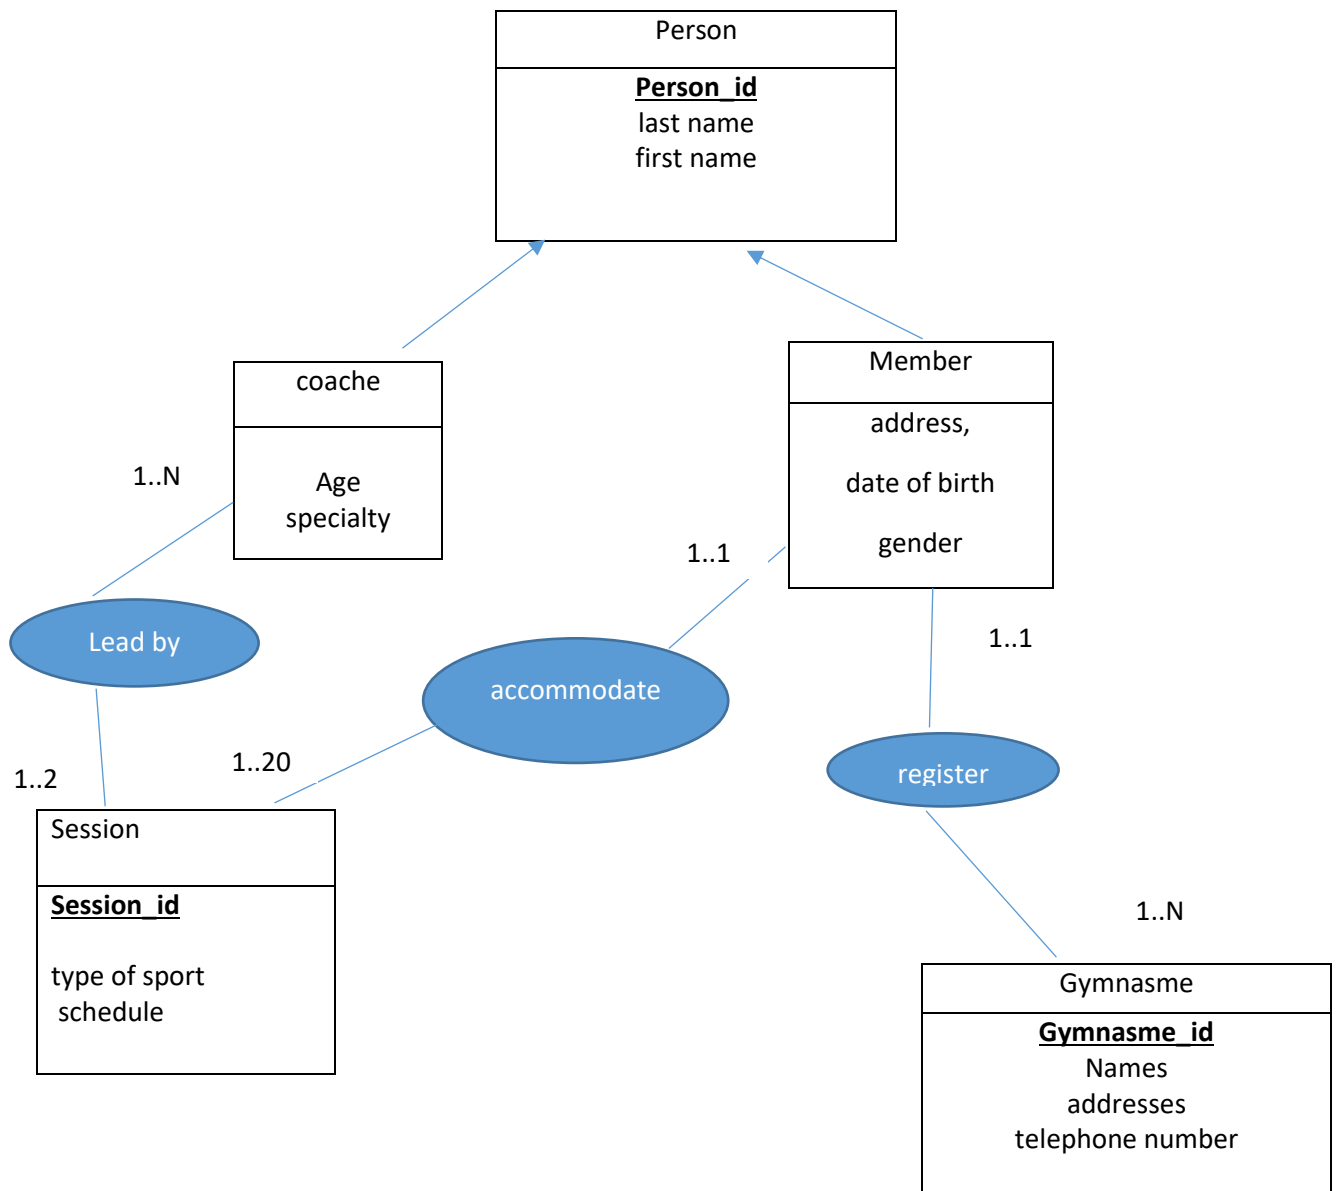 Person
Person_id
last name
first name
coache
Age
specialty
Member
address,
date of birth
gender
1..N
1..1
Lead by
accommodate
1..1
register
1..2
1..20
Session
Session_id
type of sport
schedule
1..N
Gymnasme
Gymnasme_id
Names
addresses
telephone number